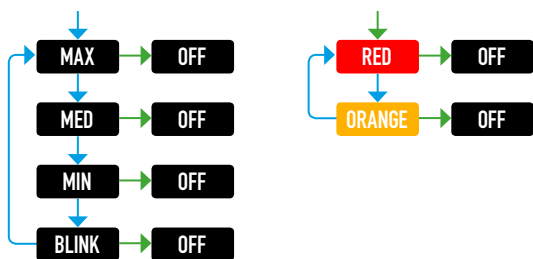 MAX OFF
MED OFF
MIN OFF
BLINK OFF
RED OFF
ORANGE OFF